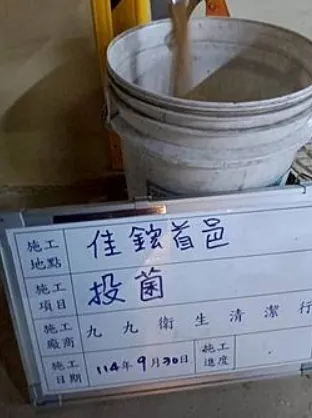 施工地點 佳鋐首邑
施工項目 投菌
施工廠商 九九衛生清潔行
施工日期 114年9月30日 施工進度